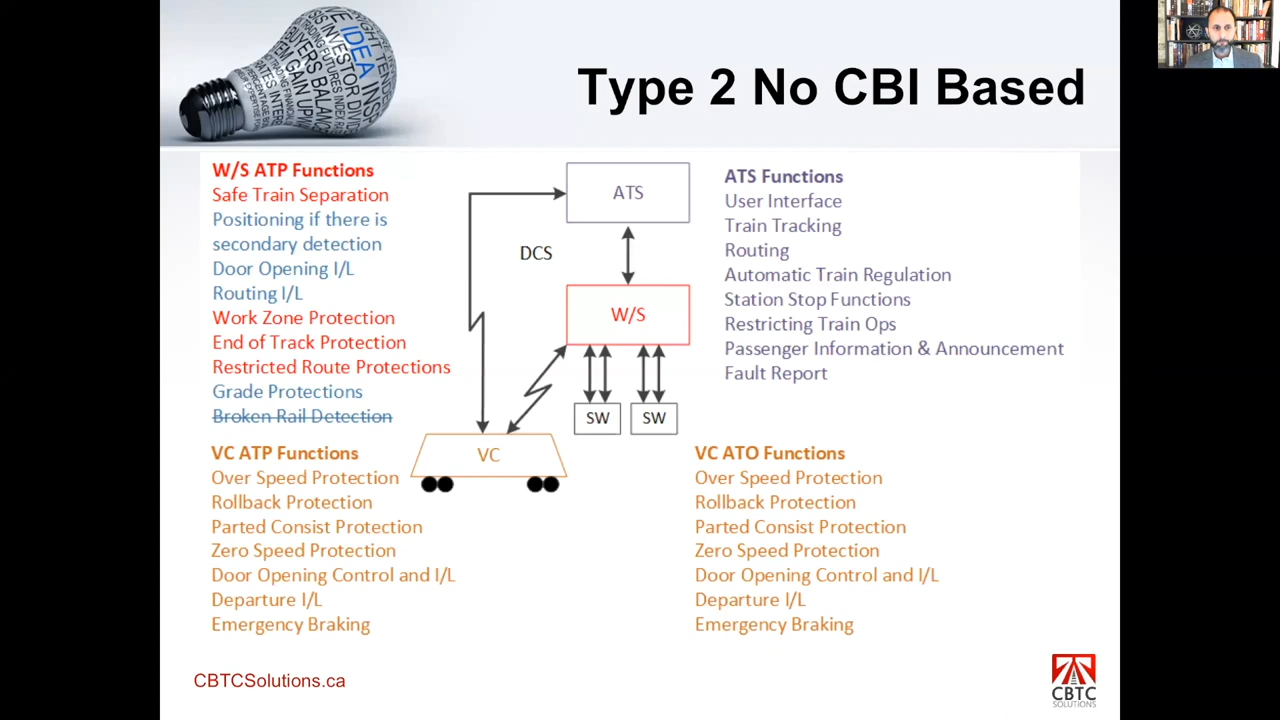 Type 2 No CBI Based
W/S ATP Functions
Safe Train Separation
Positioning if there is
secondary detection
Door Opening I/L
Routing I/L
Work Zone Protection
End of Track Protection
Restricted Route Protections
Grade Protections
Broken Rail Detection
ATS
DCS
W/S
SW
SW
VC
ATS Functions
User Interface
Train Tracking
Routing
Automatic Train Regulation
Station Stop Functions
Restricting Train Ops
Passenger Information & Announcement
Fault Report
VC ATP Functions
Over Speed Protection
Rollback Protection
Parted Consist Protection
Zero Speed Protection
Door Opening Control and I/L
Departure I/L
Emergency Braking
VC ATO Functions
Over Speed Protection
Rollback Protection
Parted Consist Protection
Zero Speed Protection
Door Opening Control and I/L
Departure I/L
Emergency Braking
CBTCSolutions.ca
CBTC
SOLUTIONS
IDEA